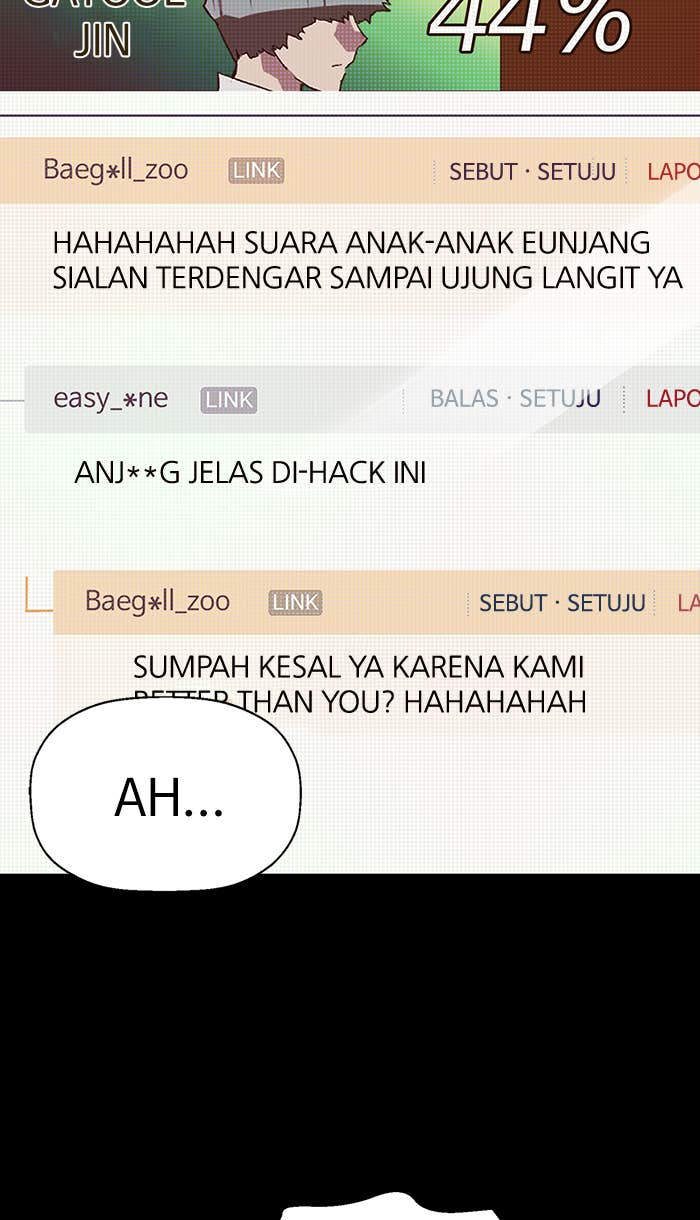 JIN
44%
Baeg*ll_zoo LINK SEBUT · SETUJU LAPO
HAHAHAHAH SUARA ANAK-ANAK EUNJANG
SIALAN TERDENGAR SAMPAI UJUNG LANGIT YA
easy_*ne LINK BALAS · SETUJU LAPO
ANJ**G JELAS DI-HACK INI
Baeg*ll_zoo LINK SEBUT · SETUJU LA
SUMPAH KESAL YA KARENA KAMI
BETTER THAN YOU? HAHAHAHAH
AH...